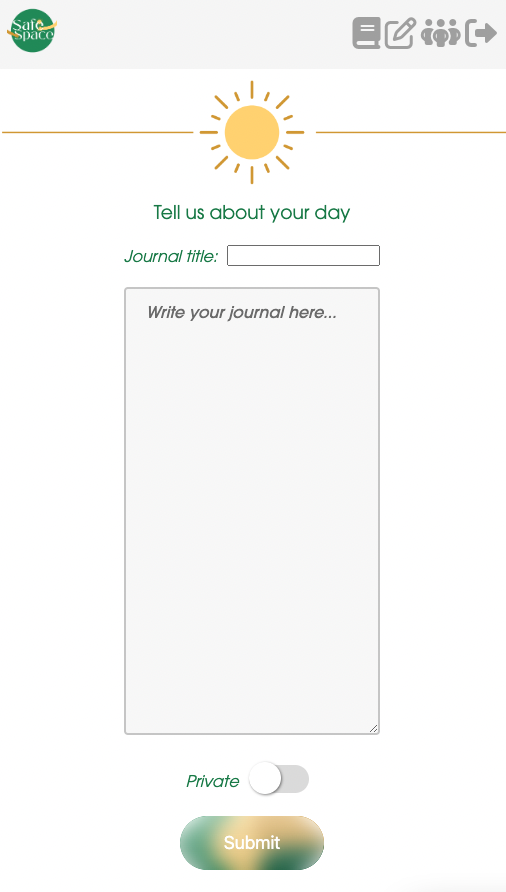 Safe
Space
Tell us about your day
Journal title:
Write your journal here...
Private
Submit